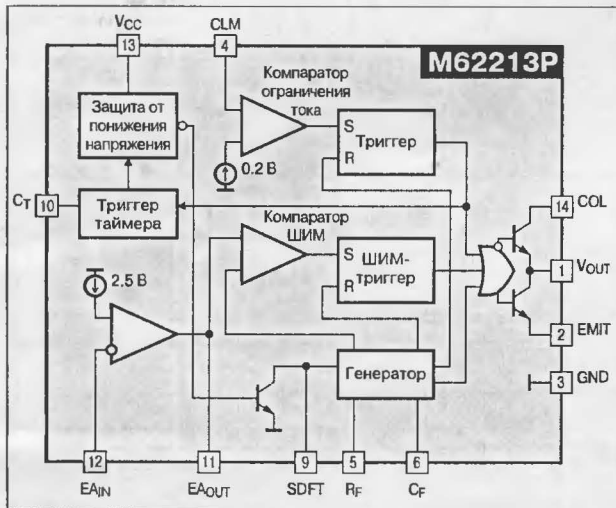 VCC
CLM
13
4
M62213P
Компаратор
ограничения
тока
Защита от
понижения
напряжения
S
Триггер
R
0.2 В
CT
10
Триггер
таймера
COL
14
Компаратор
ШИМ
2.5 В
S
ШИМ-
триггер
R
1
VOUT
2
EMIT
Генератор
3
GND
12
11
9
5
6
EAIN
EAOUT
SDFT
RF
CF